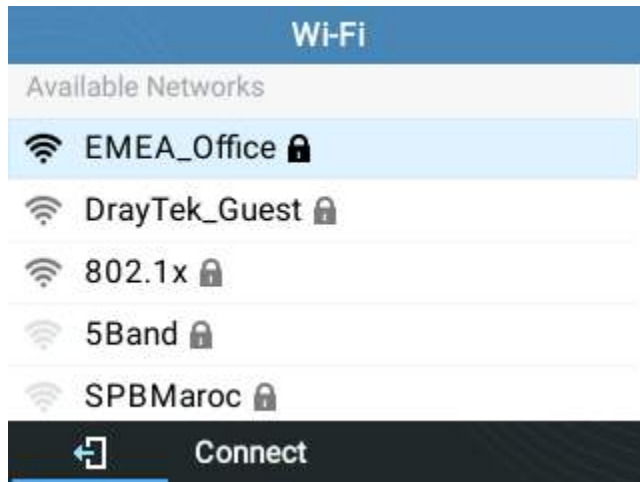 Wi-Fi
Available Networks
EMEA_Office
DrayTek_Guest
802.1x
5Band
SPBMaroc
Connect